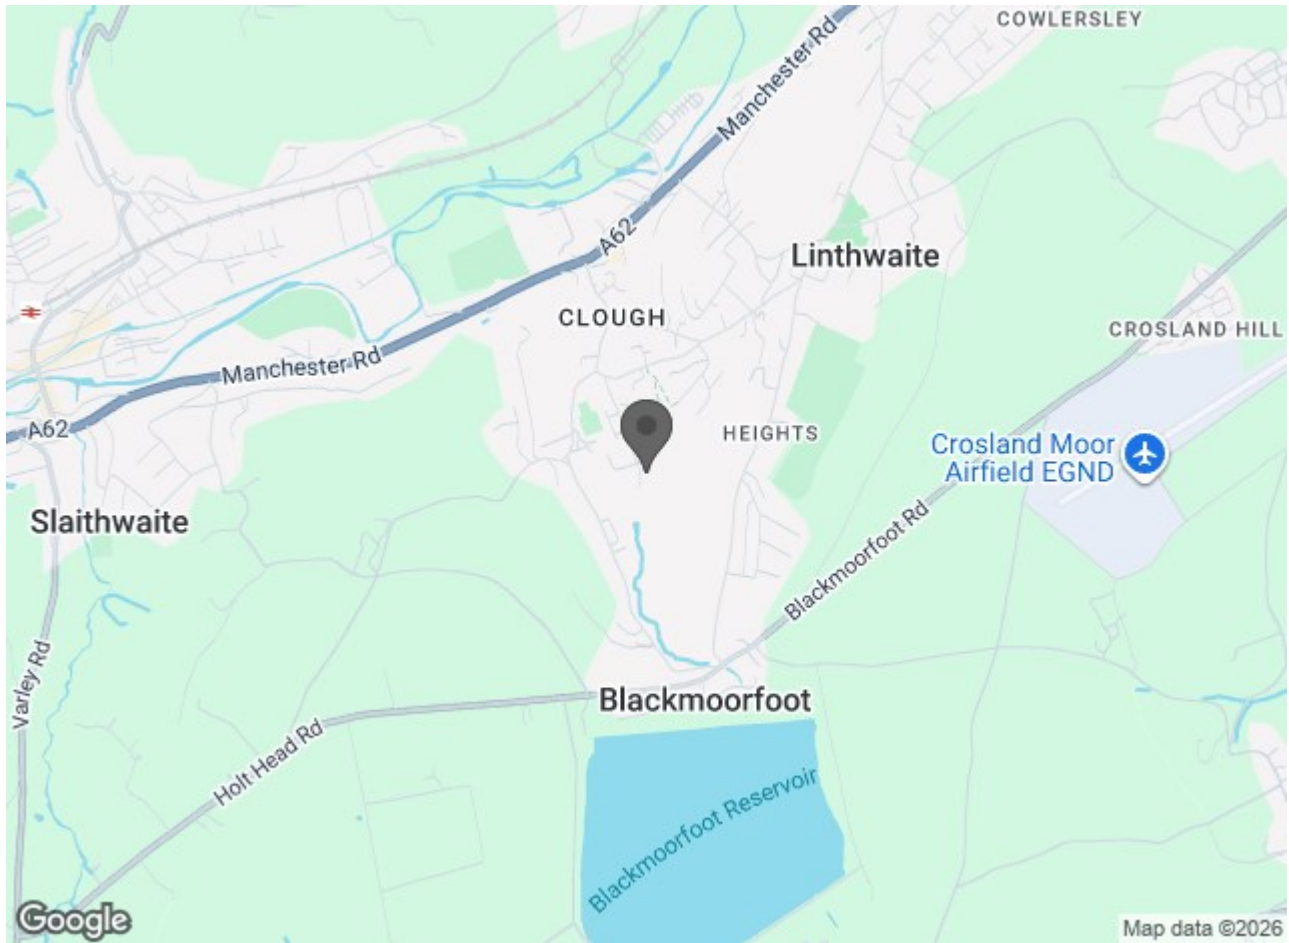 COWLERSLEY
Manchester Rd
A62
Linthwaite
CLOUGH
CROSLAND HILL
Manchester Rd
A62
HEIGHTS
Crosland Moor
Airfield EGND
Slaithwaite
Blackmoorfoot Rd
Varley Rd
Blackmoorfoot
Holt Head Rd
Blackmoorfoot Reservoir
Google
Map data ©2026